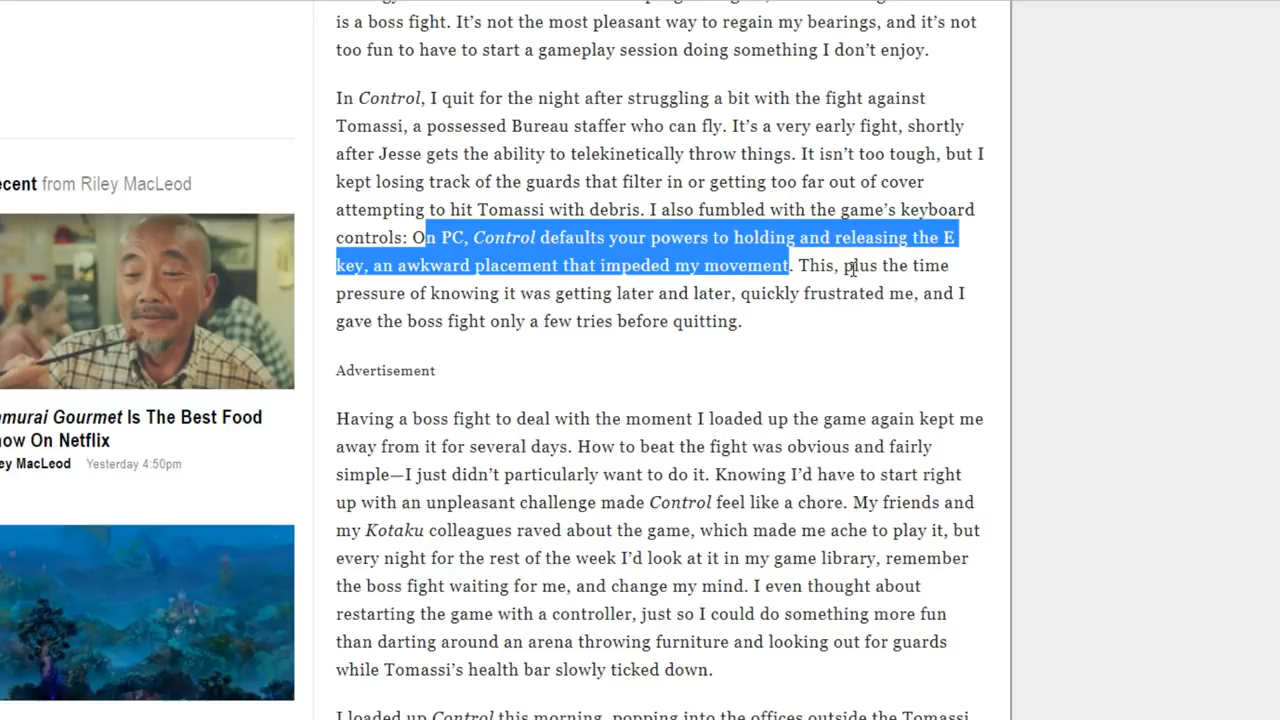 is a boss fight. It’s not the most pleasant way to regain my bearings, and it’s not
too fun to have to start a gameplay session doing something I don’t enjoy.
In Control, I quit for the night after struggling a bit with the fight against
Tomassi, a possessed Bureau staffer who can fly. It’s a very early fight, shortly
after Jesse gets the ability to telekinetically throw things. It isn’t too tough, but I
kept losing track of the guards that filter in or getting too far out of cover
attempting to hit Tomassi with debris. I also fumbled with the game’s keyboard
controls: On PC, Control defaults your powers to holding and releasing the E
key, an awkward placement that impeded my movement. This, plus the time
pressure of knowing it was getting later and later, quickly frustrated me, and I
gave the boss fight only a few tries before quitting.
Advertisement
Having a boss fight to deal with the moment I loaded up the game again kept me
away from it for several days. How to beat the fight was obvious and fairly
simple—I just didn’t particularly want to do it. Knowing I’d have to start right
up with an unpleasant challenge made Control feel like a chore. My friends and
my Kotaku colleagues raved about the game, which made me ache to play it, but
every night for the rest of the week I’d look at it in my game library, remember
the boss fight waiting for me, and change my mind. I even thought about
restarting the game with a controller, just so I could do something more fun
than darting around an arena throwing furniture and looking out for guards
while Tomassi’s health bar slowly ticked down.
I loaded up Control this morning, popping into the offices outside the Tomassi
ecent from Riley MacLeod
amurai Gourmet Is The Best Food
how On Netflix
ley MacLeod Yesterday 4:50pm